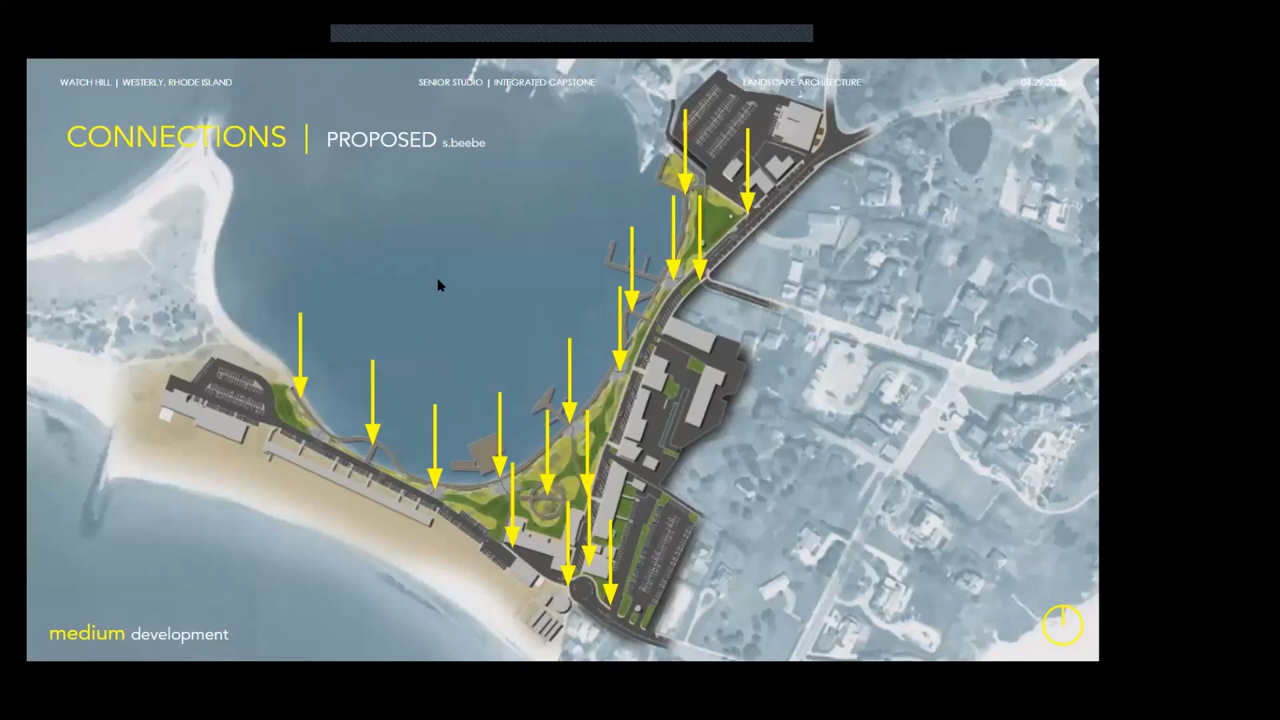 WATCH HILL | WESTERLY, RHODE ISLAND
SENIOR STUDIO | INTEGRATED CAPSTONE
LANDSCAPE ARCHITECTURE
CONNECTIONS | PROPOSED s.beebe
medium development